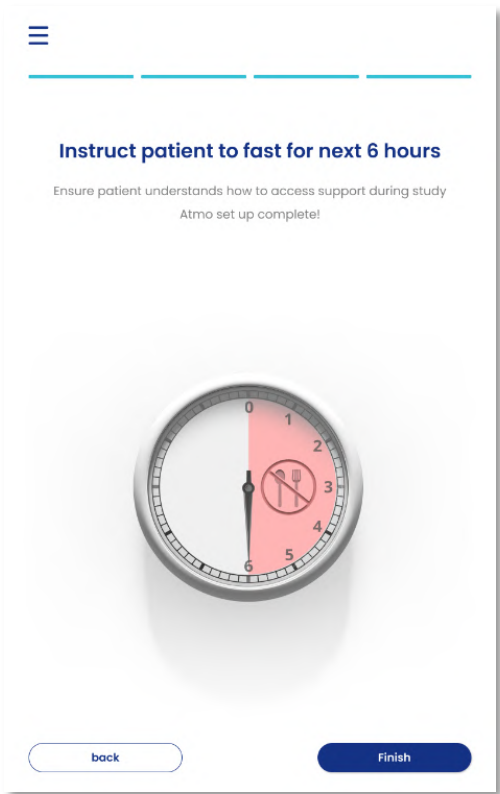 Instruct patient to fast for next 6 hours
Ensure patient understands how to access support during study
Atmo set up complete!
0
1
2
3
4
5
6
back
Finish